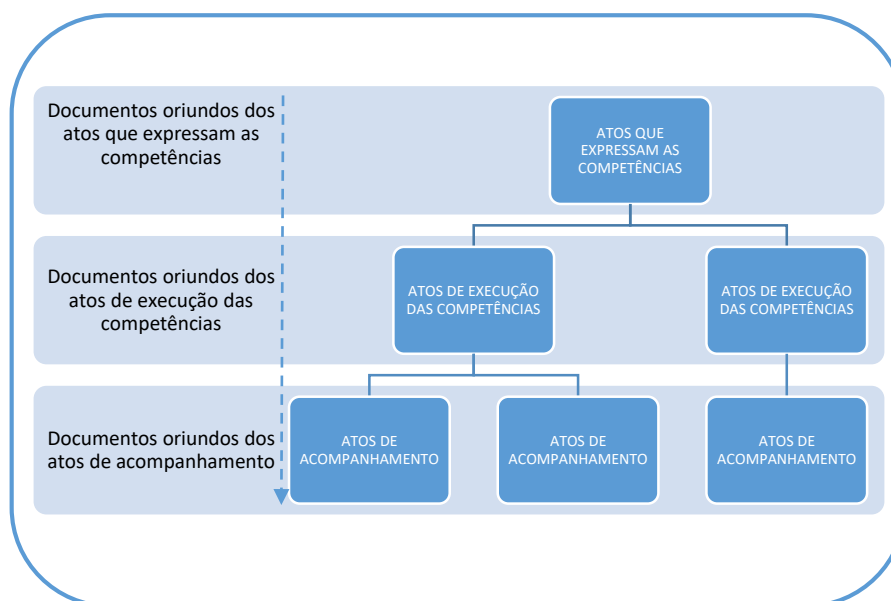 Documentos oriundos dos
atos que expressam as
competências
ATOS QUE
EXPRESSAM AS
COMPETÊNCIAS
Documentos oriundos dos
atos de execução das
competências
ATOS DE EXECUÇÃO
DAS COMPETÊNCIAS
ATOS DE EXECUÇÃO
DAS COMPETÊNCIAS
Documentos oriundos dos
atos de acompanhamento
ATOS DE
ACOMPANHAMENTO
ATOS DE
ACOMPANHAMENTO
ATOS DE
ACOMPANHAMENTO